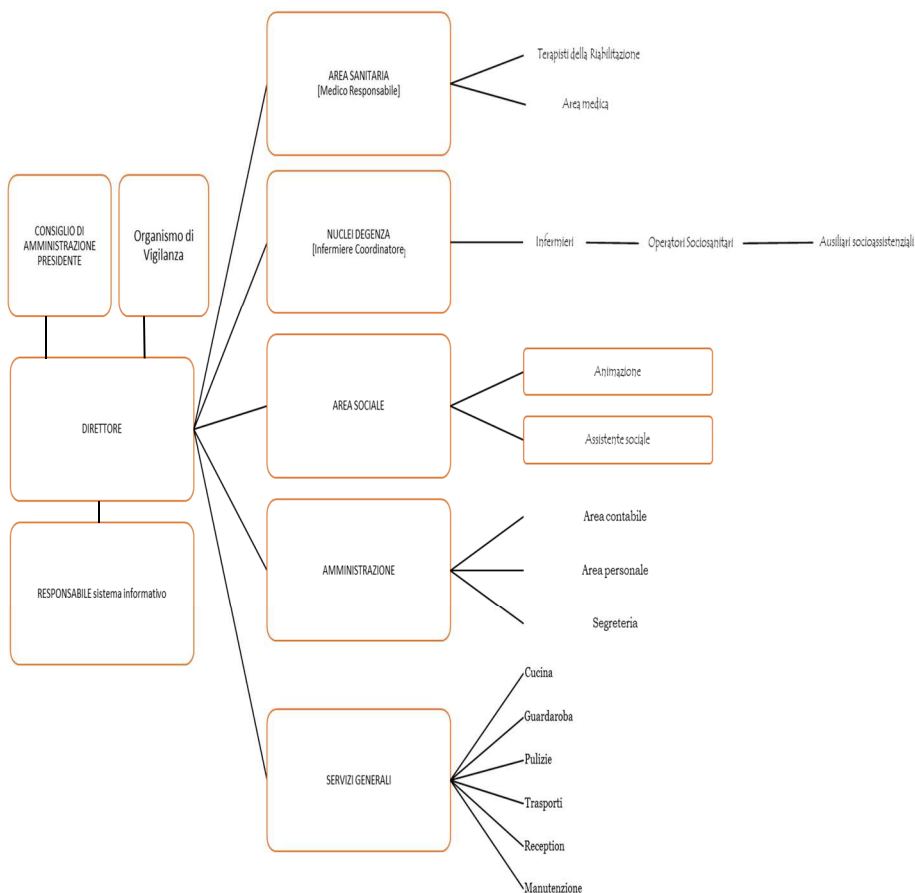 AREA SANITARIA
[Medico Responsabile]
Terapisti della Riabilitazione
Area medica
CONSIGLIO DI
AMMINISTRAZIONE
PRESIDENTE
Organismo di
Vigilanza
NUCLEI DEGENZA
[Infermiere Coordinatore]
Infermieri
Operatori Sociosanitari
Ausiliari socioassistenziali
DIRETTORE
AREA SOCIALE
Animazione
Assistente sociale
RESPONSABILE sistema informativo
AMMINISTRAZIONE
Area contabile
Area personale
Segreteria
SERVIZI GENERALI
Cucina
Guardaroba
Pulizie
Trasporti
Reception
Manutenzione